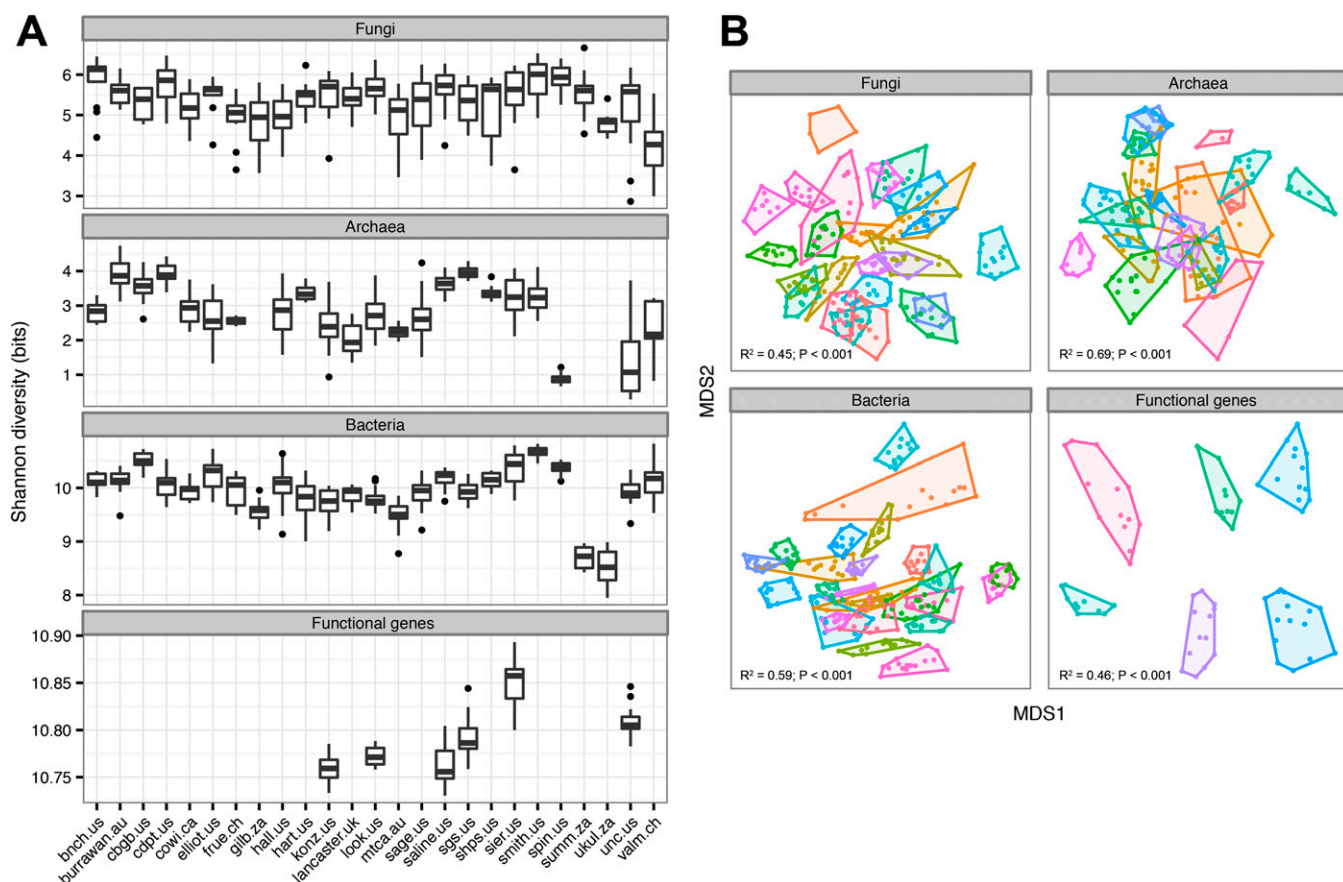 A
Fungi
6
5
4
3
Archaea
4
3
2
1
Bacteria
10
9
8
Functional genes
10.90
10.85
10.80
10.75
Shannon diversity (bits)
bnch.us
burrawan.au
cbgb.us
cdpt.us
cowi.ca
elliot.us
frue.ch
gilb.za
hall.us
hart.us
konz.us
lancaster.uk
look.us
mtca.au
sage.us
saline.us
sgs.us
shps.us
sier.us
smith.us
spin.us
summ.za
ukul.za
unc.us
valm.ch
B
Fungi
R² = 0.45; P < 0.001
Archaea
R² = 0.69; P < 0.001
Bacteria
R² = 0.59; P < 0.001
Functional genes
R² = 0.46; P < 0.001
MDS2
MDS1